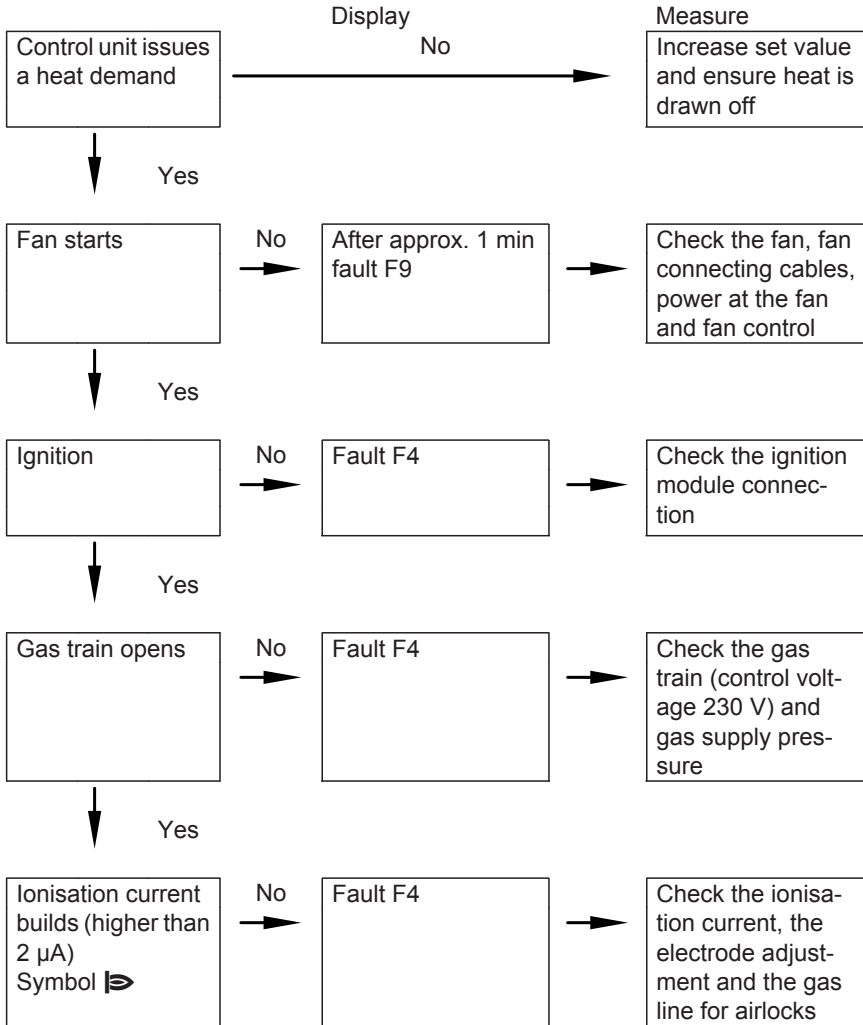 Display
Measure
Control unit issues
a heat demand
No
Increase set value
and ensure heat is
drawn off
Yes
Fan starts
No
After approx. 1 min
fault F9
Check the fan, fan
connecting cables,
power at the fan
and fan control
Yes
Ignition
No
Fault F4
Check the ignition
module connec-
tion
Yes
Gas train opens
No
Fault F4
Check the gas
train (control volt-
age 230 V) and
gas supply pres-
sure
Yes
Ionisation current
builds (higher than
2 µA)
Symbol
No
Fault F4
Check the ionisa-
tion current, the
electrode adjust-
ment and the gas
line for airlocks